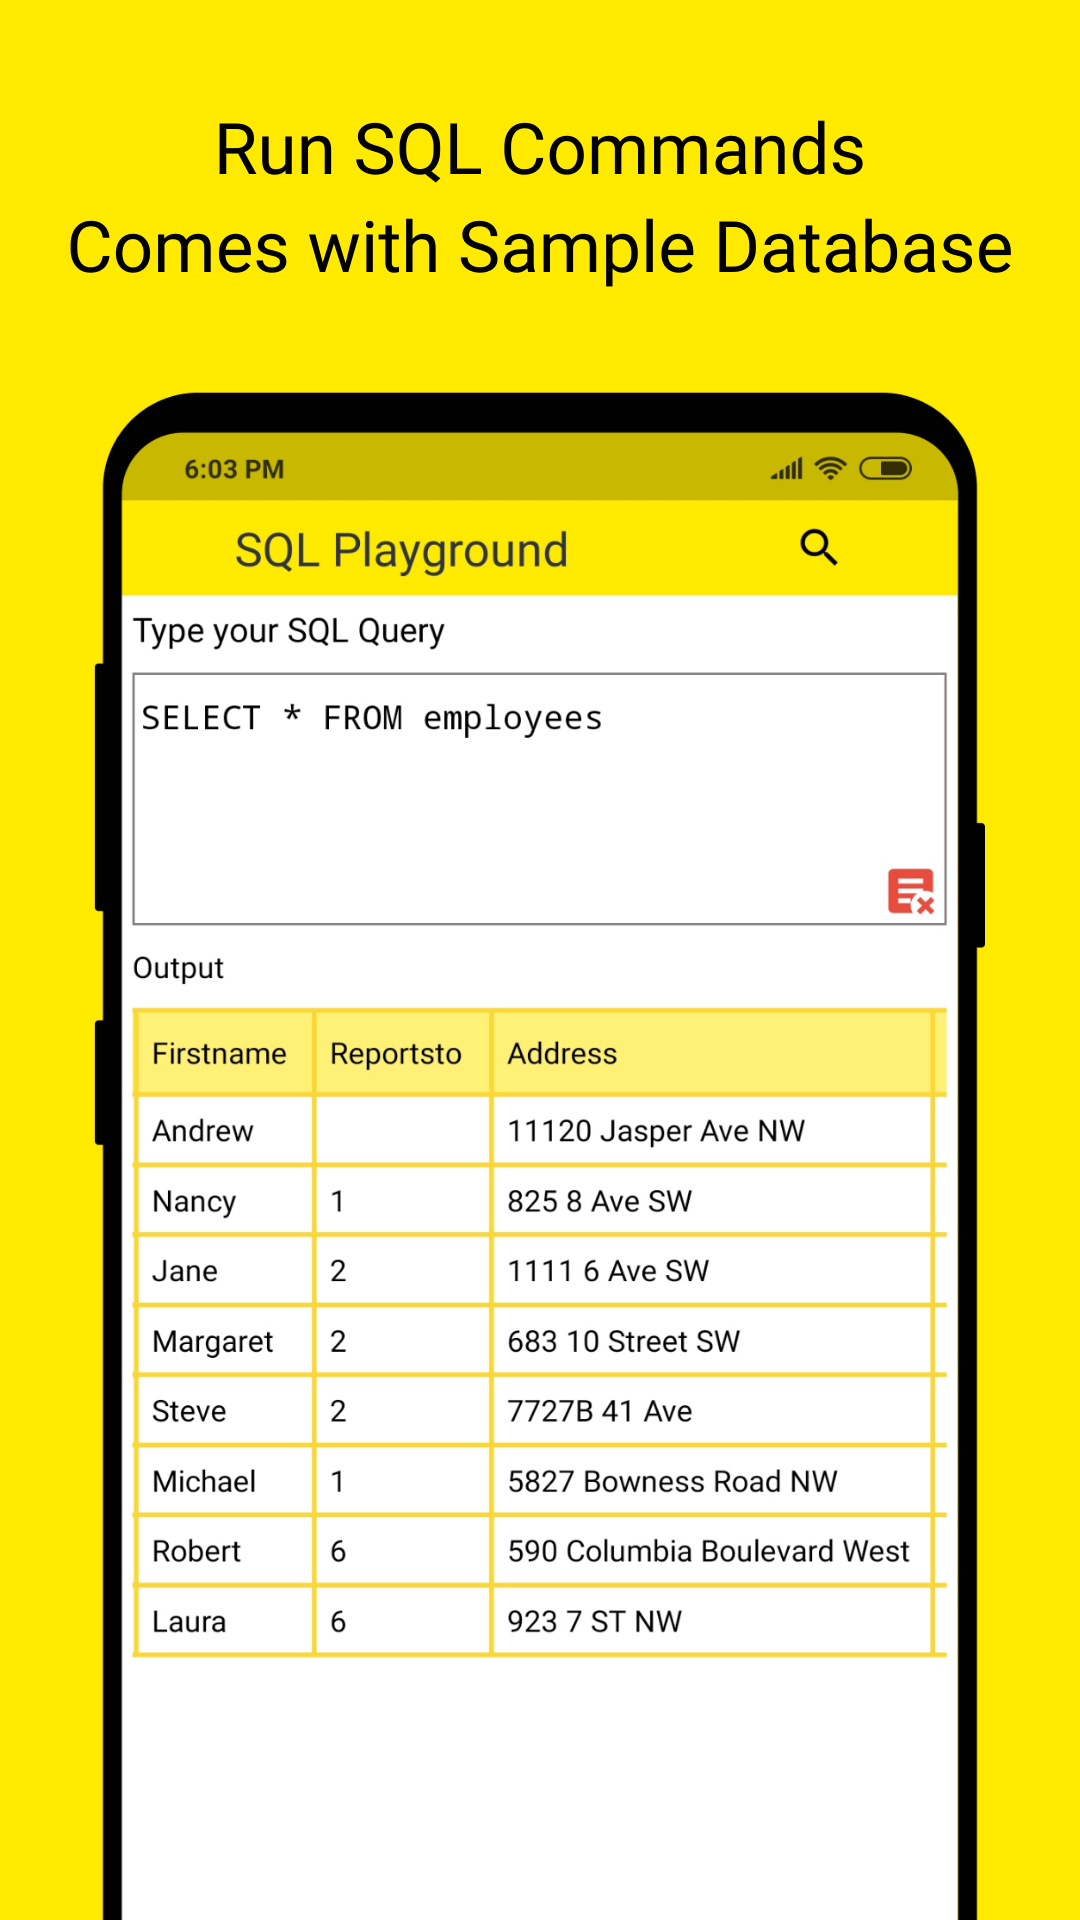 Run SQL Commands
Comes with Sample Database
6:03 PM
SQL Playground
Type your SQL Query
SELECT * FROM employees
Output
Firstname Reportsto Address
Andrew 11120 Jasper Ave NW
Nancy 1 825 8 Ave SW
Jane 2 1111 6 Ave SW
Margaret 2 683 10 Street SW
Steve 2 7727B 41 Ave
Michael 1 5827 Bowness Road NW
Robert 6 590 Columbia Boulevard West
Laura 6 923 7 ST NW